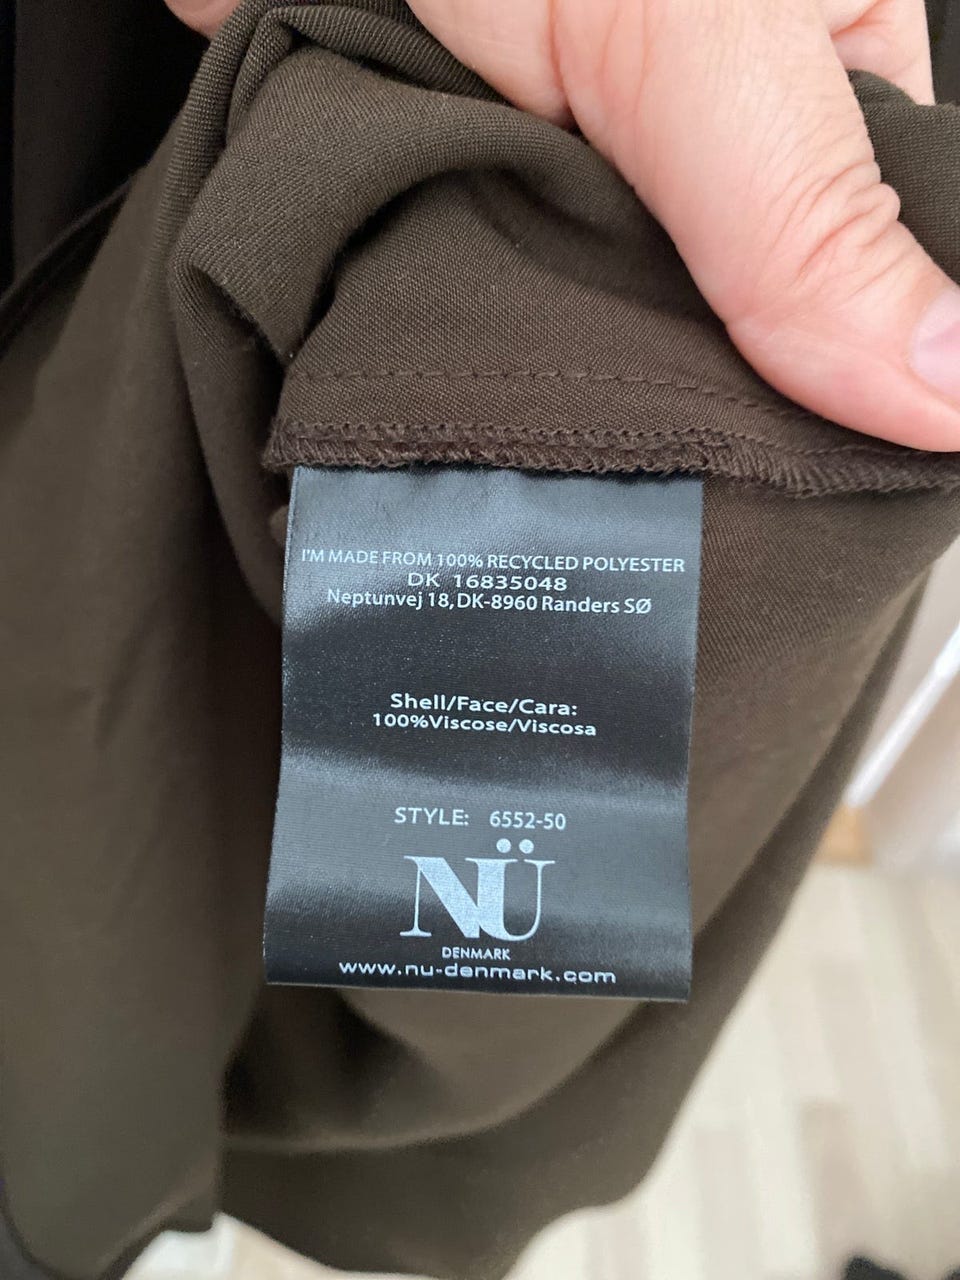 I'M MADE FROM 100% RECYCLED POLYESTER
DK 16835048
Neptunvej 18, DK-8960 Randers SØ
Shell/Face/Cara:
100%Viscose/Viscosa
STYLE: 6552-50
NÜ
DENMARK
www.nu-denmark.com